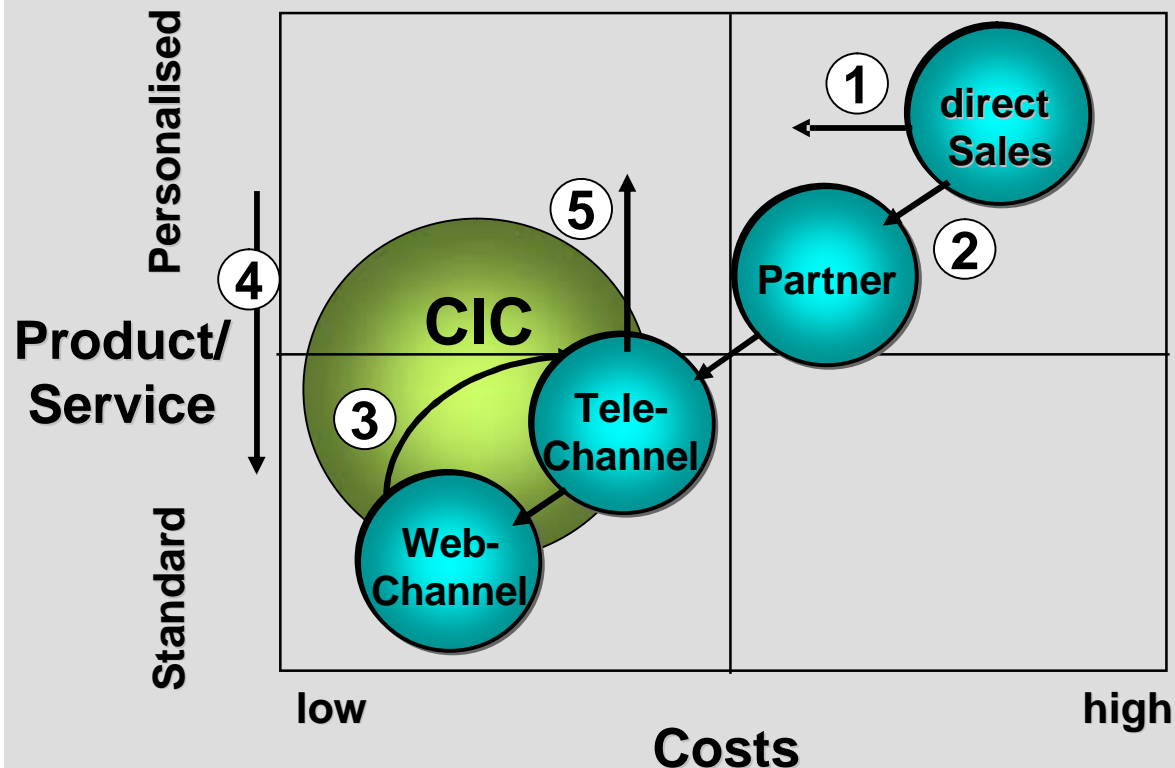 Personalised
Product/
Service
Standard
1
direct
Sales
2
Partner
5
4
CIC
3
Tele-
Channel
Web-
Channel
low
high
Costs